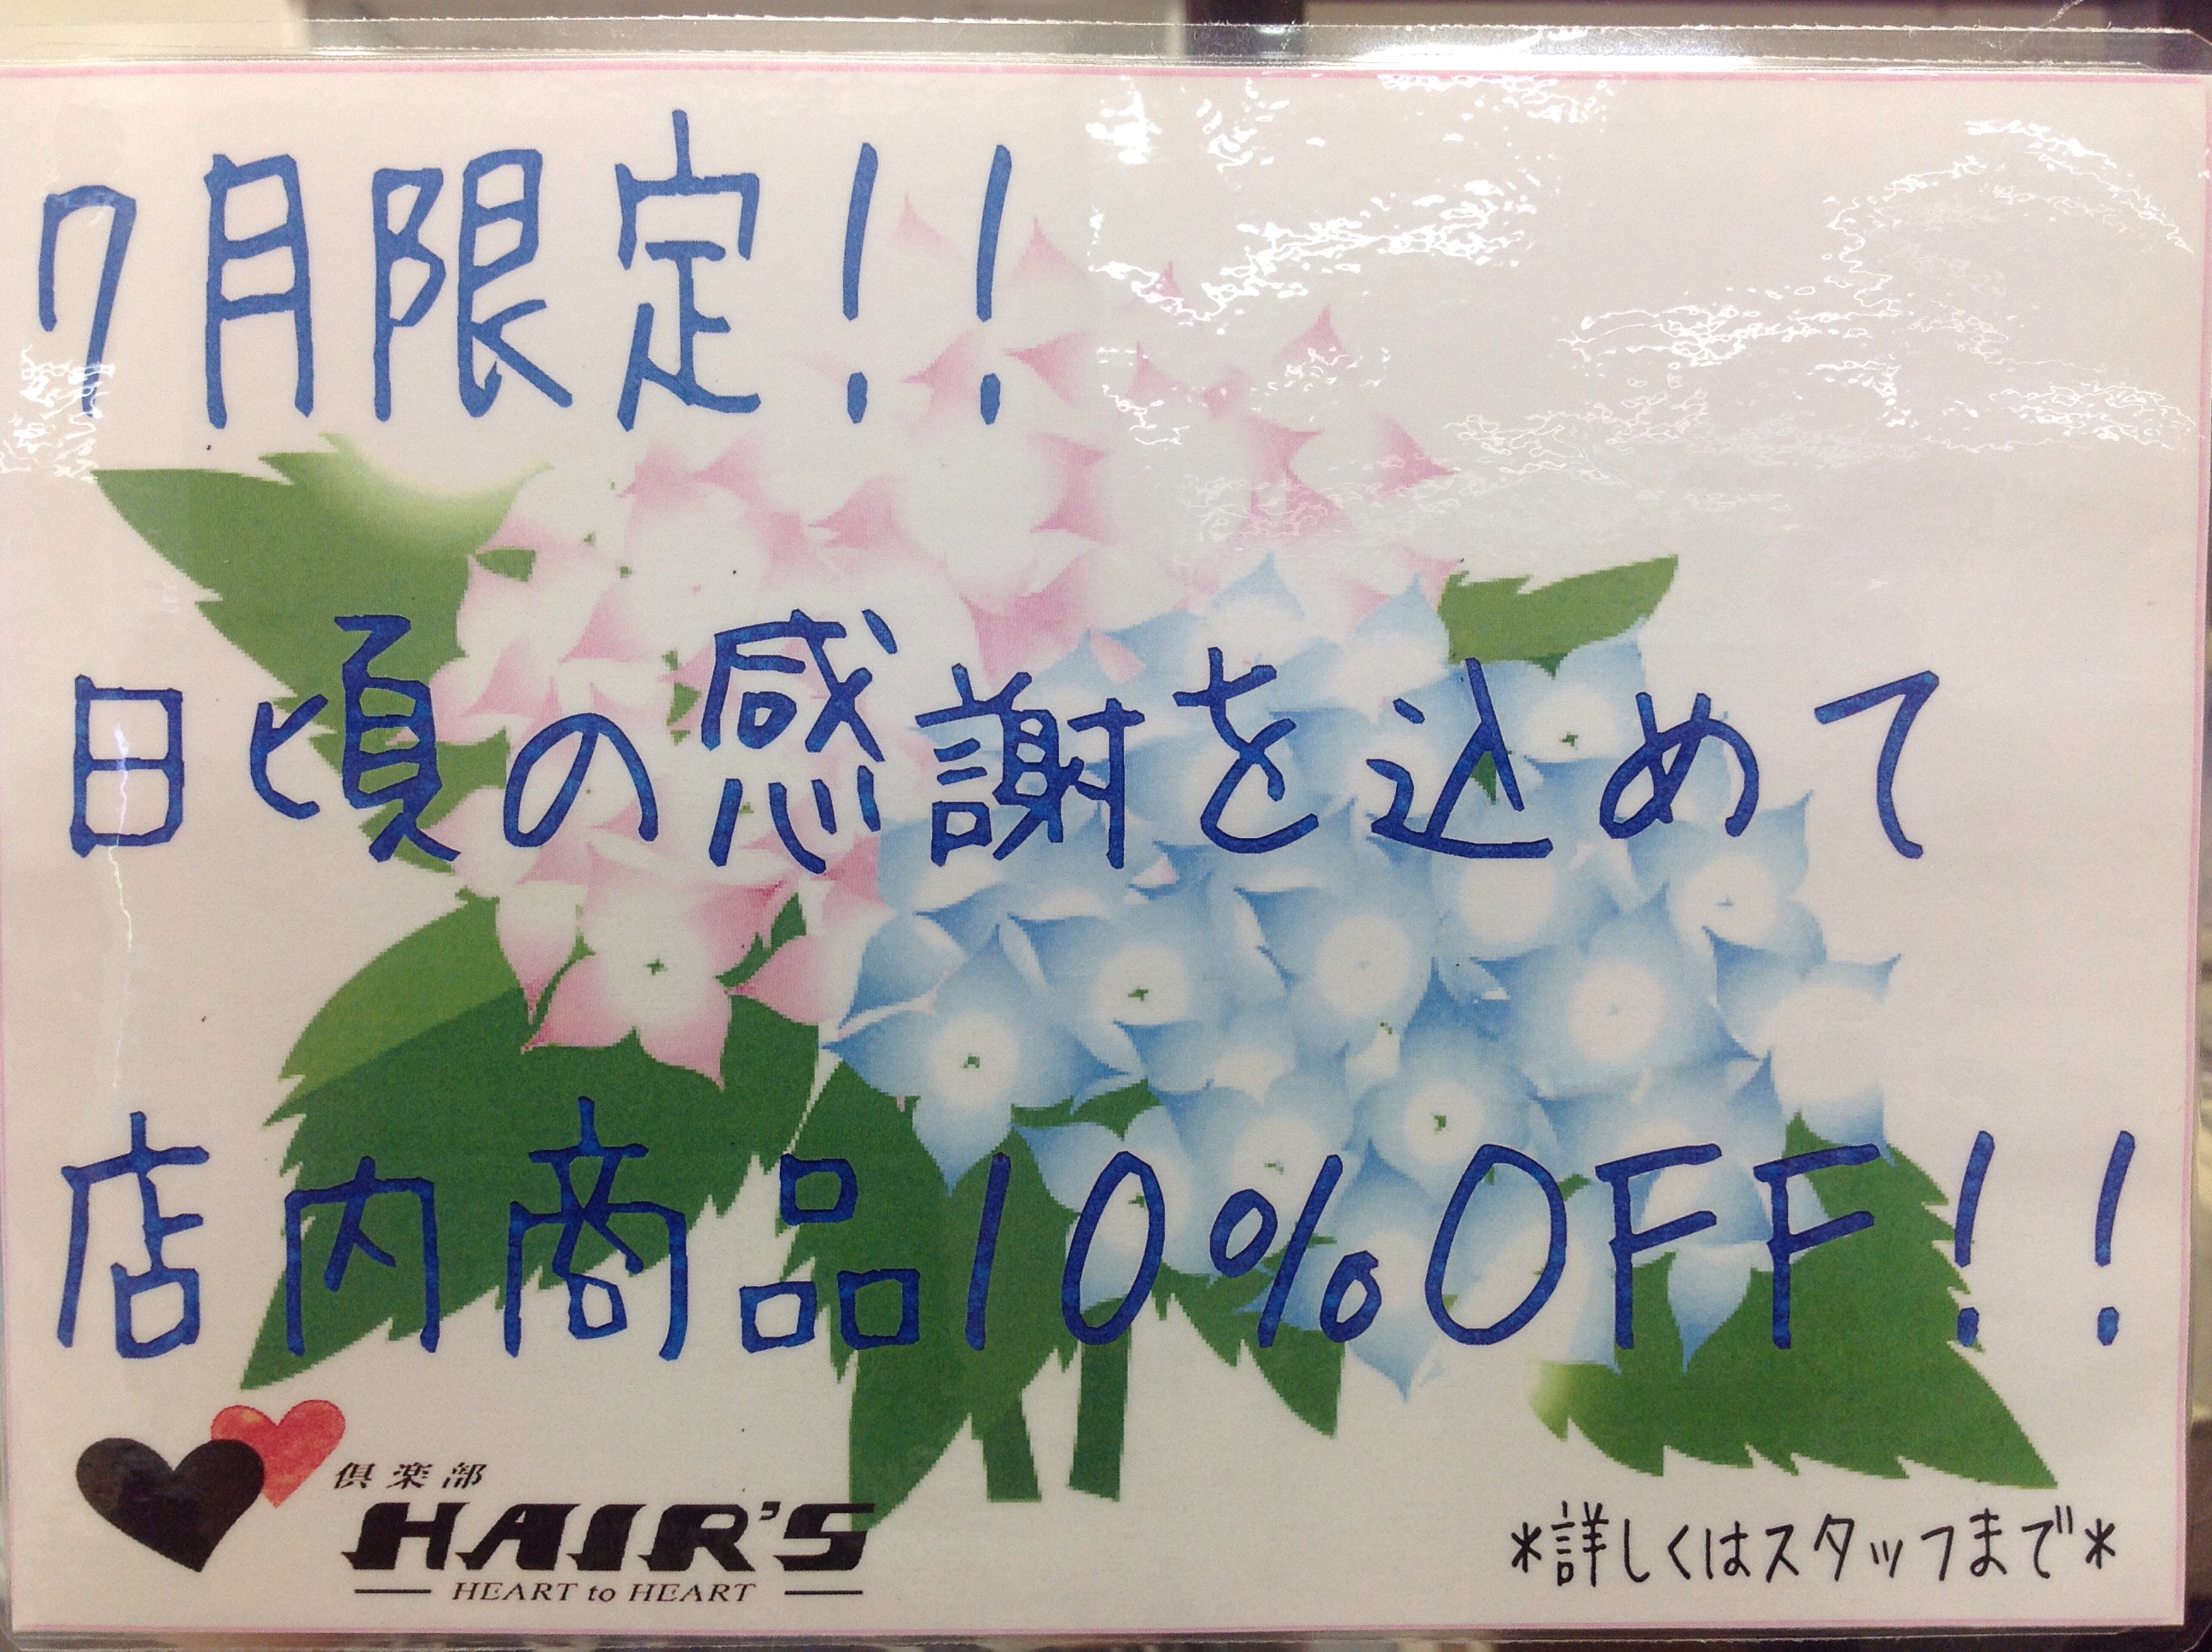 7月限定!!
日頃の感謝を込めて
店内商品10%OFF!!
倶楽部
HAIR'S
HEART to HEART
*詳しくはスタッフまで*